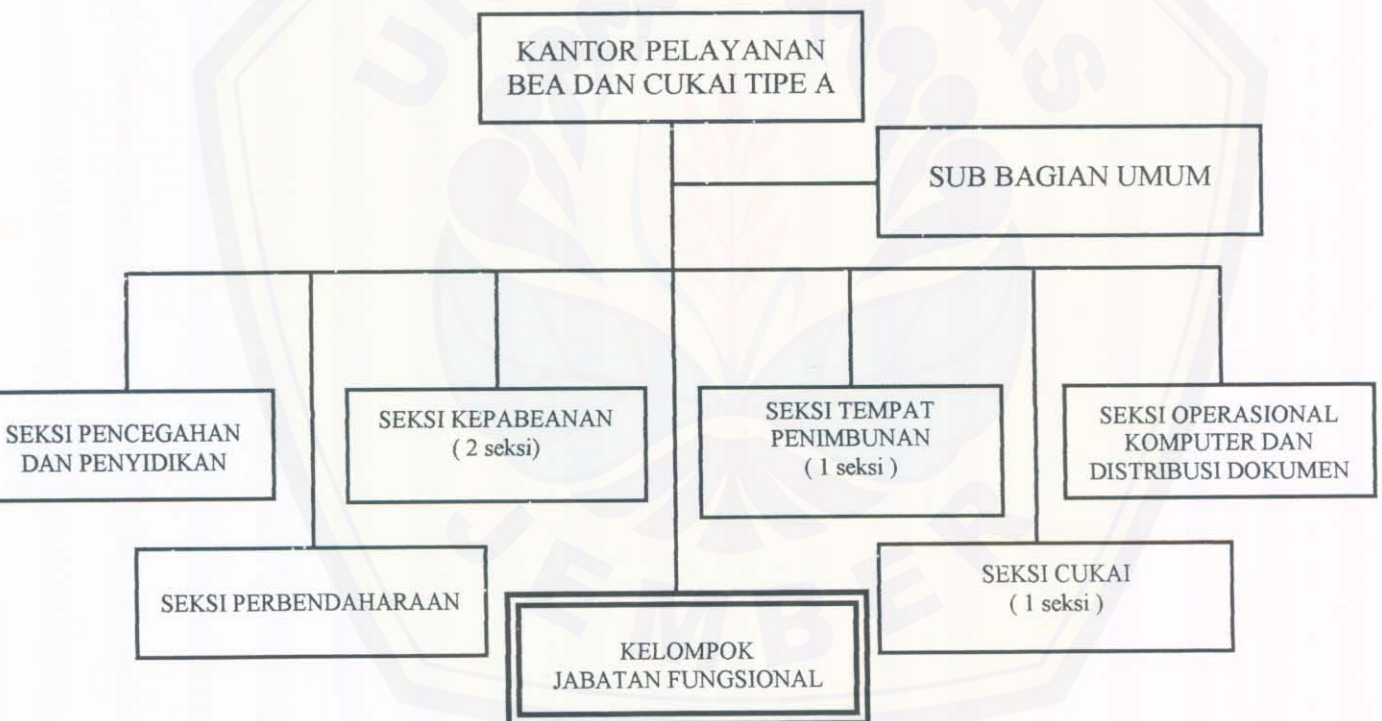 KANTOR PELAYANAN
BEA DAN CUKAI TIPE A
SUB BAGIAN UMUM
SEKSI PENCEGAHAN
DAN PENYIDIKAN
SEKSI KEPABEANAN
( 2 seksi)
SEKSI TEMPAT
PENIMBUNAN
( 1 seksi )
SEKSI OPERASIONAL
KOMPUTER DAN
DISTRIBUSI DOKUMEN
SEKSI PERBENDAHARAAN
SEKSI CUKAI
( 1 seksi )
KELOMPOK
JABATAN FUNGSIONAL
JEMBER